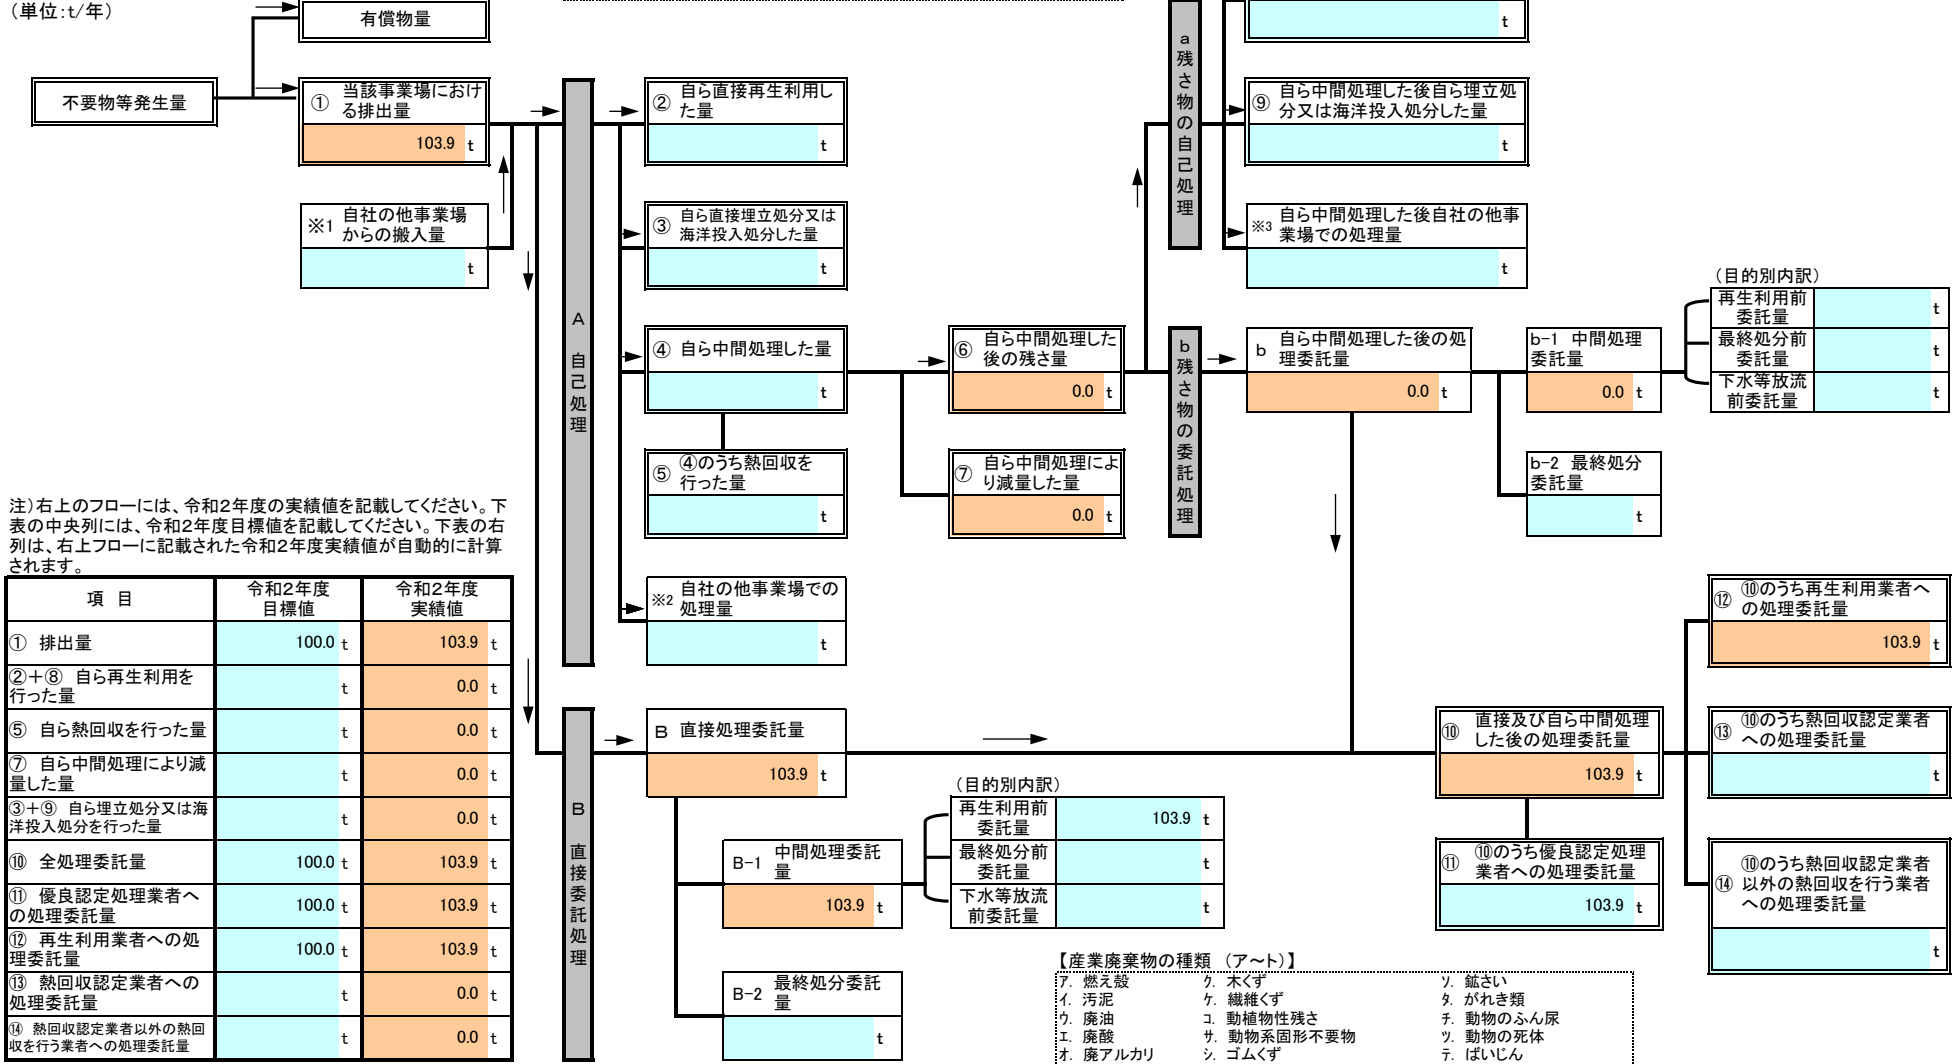 (単位:t/年)
有償物量
不要物等発生量
① 当該事業場におけ
る排出量
103.9 t
※1 自社の他事業場
からの搬入量
t
A 自己処理
② 自ら直接再生利用し
た量
t
③ 自ら直接埋立処分又は
海洋投入処分した量
t
④ 自ら中間処理した量
t
⑤ ④のうち熱回収を
行った量
t
※2 自社の他事業場での
処理量
t
⑥ 自ら中間処理した
後の残さ量
0.0 t
⑦ 自ら中間処理によ
り減量した量
0.0 t
a残さ物の自己処理
t
⑨ 自ら中間処理した後自ら埋立処
分又は海洋投入処分した量
t
※3 自ら中間処理した後自社の他事
業場での処理量
t
b残さ物の委託処理
b 自ら中間処理した後の処
理委託量
0.0 t
b-1 中間処理
委託量
0.0 t
b-2 最終処分
委託量
t
(目的別内訳)
再生利用前
委託量
t
最終処分前
委託量
t
下水等放流
前委託量
t
注)右上のフローには、令和2年度の実績値を記載してください。下
表の中央列には、令和2年度目標値を記載してください。下表の右
列は、右上フローに記載された令和2年度実績値が自動的に計算
されます。
項 目
令和2年度
目標値
令和2年度
実績値
① 排出量 100.0 t 103.9 t
②+⑧ 自ら再生利用を
行った量
t 0.0 t
⑤ 自ら熱回収を行った量 t 0.0 t
⑦ 自ら中間処理により減
量した量
t 0.0 t
③+⑨ 自ら埋立処分又は海
洋投入処分を行った量
t 0.0 t
⑩ 全処理委託量 100.0 t 103.9 t
⑪ 優良認定処理業者へ
の処理委託量
100.0 t 103.9 t
⑫ 再生利用業者への処
理委託量
100.0 t 103.9 t
⑬ 熱回収認定業者への
処理委託量
t 0.0 t
⑭ 熱回収認定業者以外の熱回
収を行う業者への処理委託量
t 0.0 t
B 直接委託処理
B 直接処理委託量
103.9 t
B-1 中間処理委託
量
103.9 t
B-2 最終処分委託
量
t
(目的別内訳)
再生利用前
委託量
103.9 t
最終処分前
委託量
t
下水等放流
前委託量
t
⑩ 直接及び自ら中間処理
した後の処理委託量
103.9 t
⑪ ⑩のうち優良認定処理
業者への処理委託量
103.9 t
⑫ ⑩のうち再生利用業者へ
の処理委託量
103.9 t
⑬ ⑩のうち熱回収認定業者
への処理委託量
t
⑭ ⑩のうち熱回収認定業者
以外の熱回収を行う業者
への処理委託量
t
【産業廃棄物の種類 (ア~ト)】
ア. 燃え殻 ク. 木くず ソ. 鉱さい
イ. 汚泥 ケ. 繊維くず タ. がれき類
ウ. 廃油 コ. 動植物性残さ チ. 動物のふん尿
エ. 廃酸 サ. 動物系固形不要物 ツ. 動物の死体
オ. 廃アルカリ シ. ゴムくず テ. ばいじん